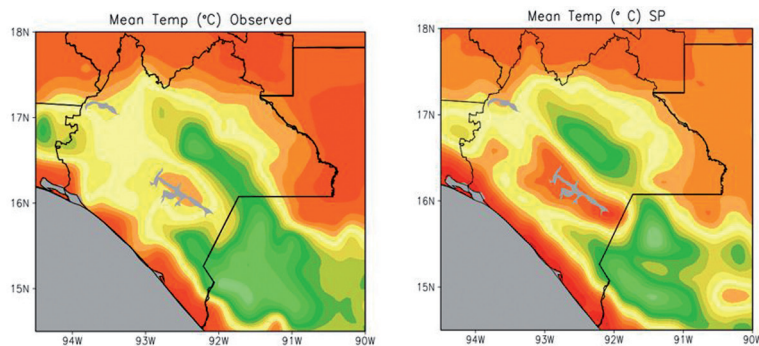 Mean Temp (°C) Observed
18N
17N
16N
15N
94W 93W 92W 91W 90W
Mean Temp (° C) SP
18N
17N
16N
15N
94W 93W 92W 91W 90W